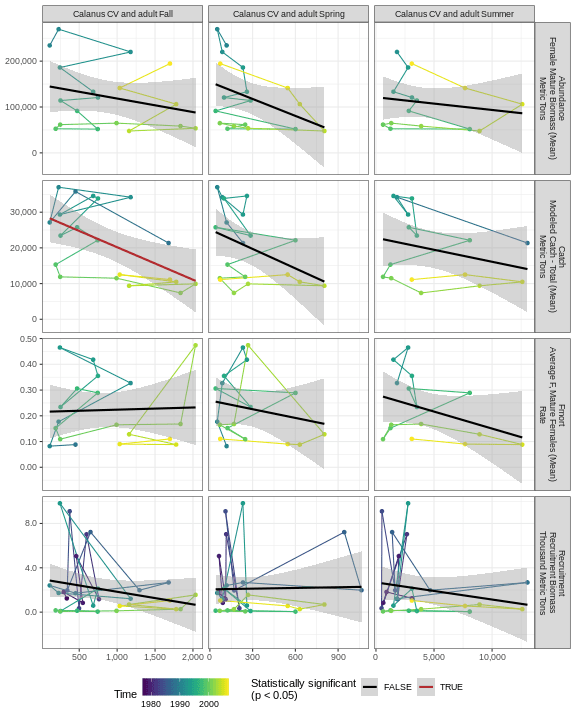 Calanus CV and adult Fall
Calanus CV and adult Spring
Calanus CV and adult Summer
200,000
100,000
0
Abundance
Female Mature Biomass (Mean)
Metric Tons
30,000
20,000
10,000
0
Catch
Modeled Catch - Total (Mean)
Metric Tons
0.50
0.40
0.30
0.20
0.10
0.00
Fmort
Average F, Mature Females (Mean)
Rate
8.0
4.0
0.0
Recruitment
Recruitment Biomass
Thousand Metric Tons
500
1,000
1,500
2,000
0
300
600
900
0
5,000
10,000
Time
1980
1990
2000
Statistically significant
(p < 0.05)
FALSE
TRUE